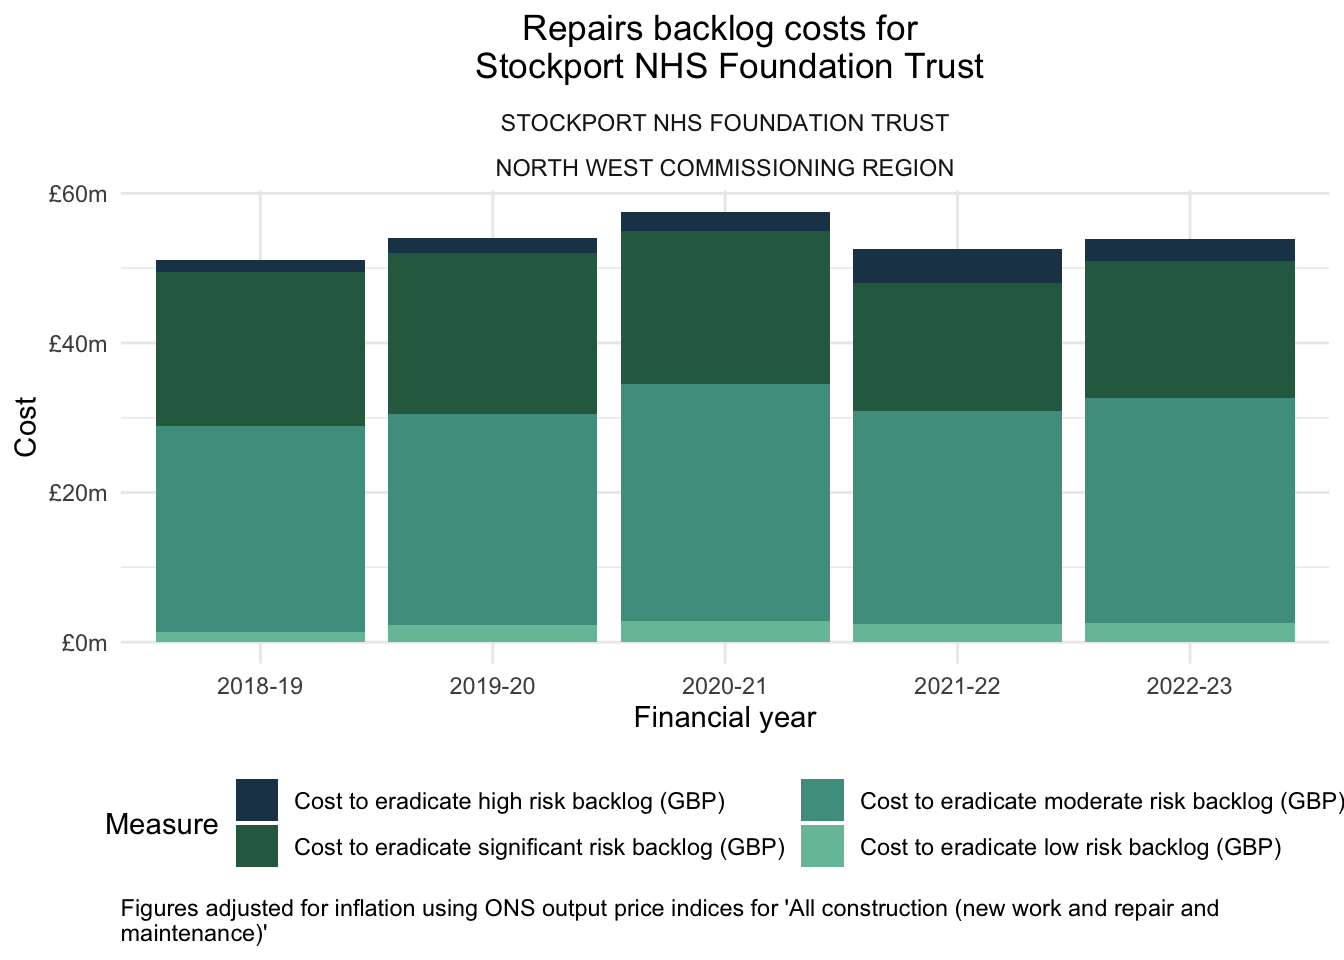 Repairs backlog costs for
Stockport NHS Foundation Trust
STOCKPORT NHS FOUNDATION TRUST
NORTH WEST COMMISSIONING REGION
£60m
£40m
£20m
£0m
Cost
2018-19 2019-20 2020-21 2021-22 2022-23
Financial year
Measure
Cost to eradicate high risk backlog (GBP)
Cost to eradicate significant risk backlog (GBP)
Cost to eradicate moderate risk backlog (GBP)
Cost to eradicate low risk backlog (GBP)
Figures adjusted for inflation using ONS output price indices for 'All construction (new work and repair and
maintenance)'